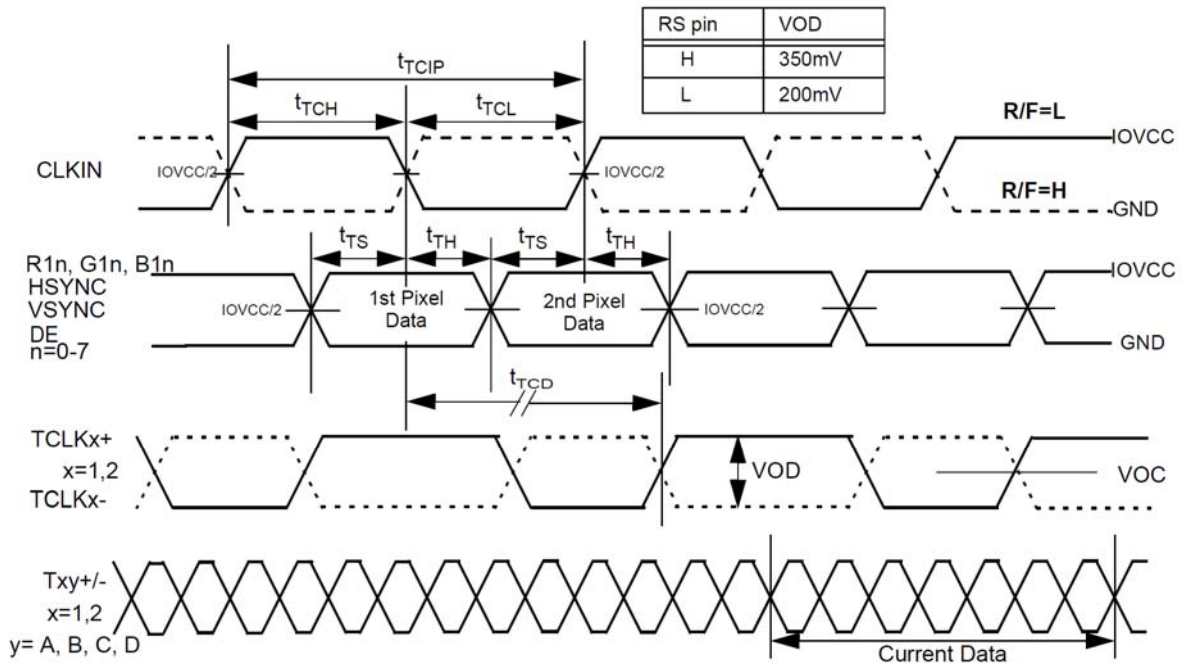 RS pin VOD
H 350mV
L 200mV
tTCIP
tTCH tTCL
R/F=L
IOVCC
CLKIN IOVCC/2 IOVCC/2
R/F=H
GND
tTS tTH tTS tTH
R1n, G1n, B1n
HSYNC
VSYNC
DE
n=0-7
IOVCC
IOVCC/2 1st Pixel Data 2nd Pixel Data IOVCC/2
GND
tTCD
TCLKx+
x=1,2
TCLKx-
VOD VOC
Txy+/-
x=1,2
y= A, B, C, D
Current Data